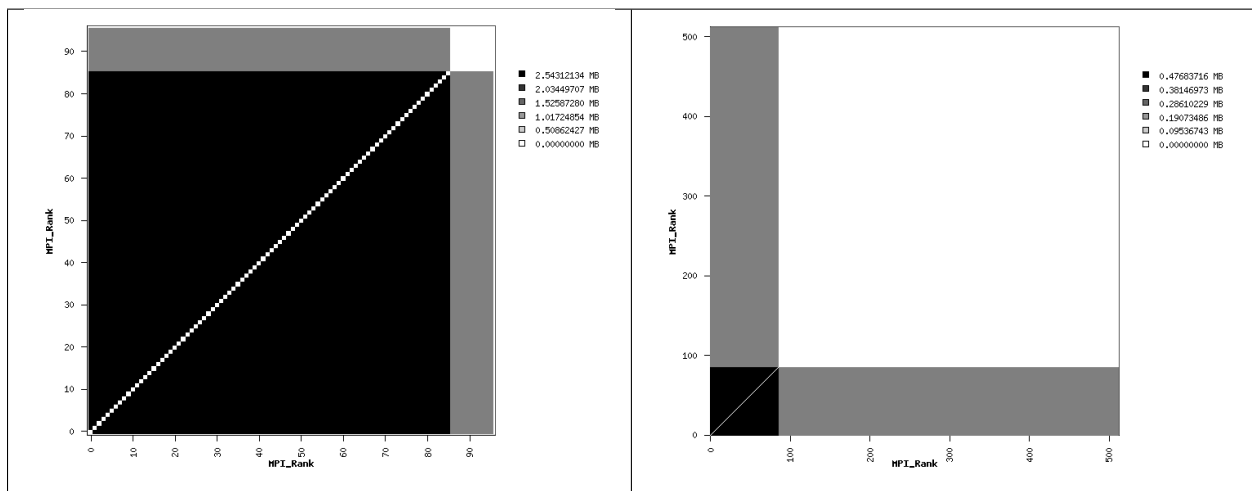 90
80
70
60
50
40
30
20
10
0
MPI_Rank
0 10 20 30 40 50 60 70 80 90
MPI_Rank
2.54312134 MB
2.03449707 MB
1.52587280 MB
1.01724854 MB
0.50862427 MB
0.00000000 MB
500
400
300
200
100
0
MPI_Rank
0 100 200 300 400 500
MPI_Rank
0.47683716 MB
0.38146973 MB
0.28610229 MB
0.19073486 MB
0.09536743 MB
0.00000000 MB